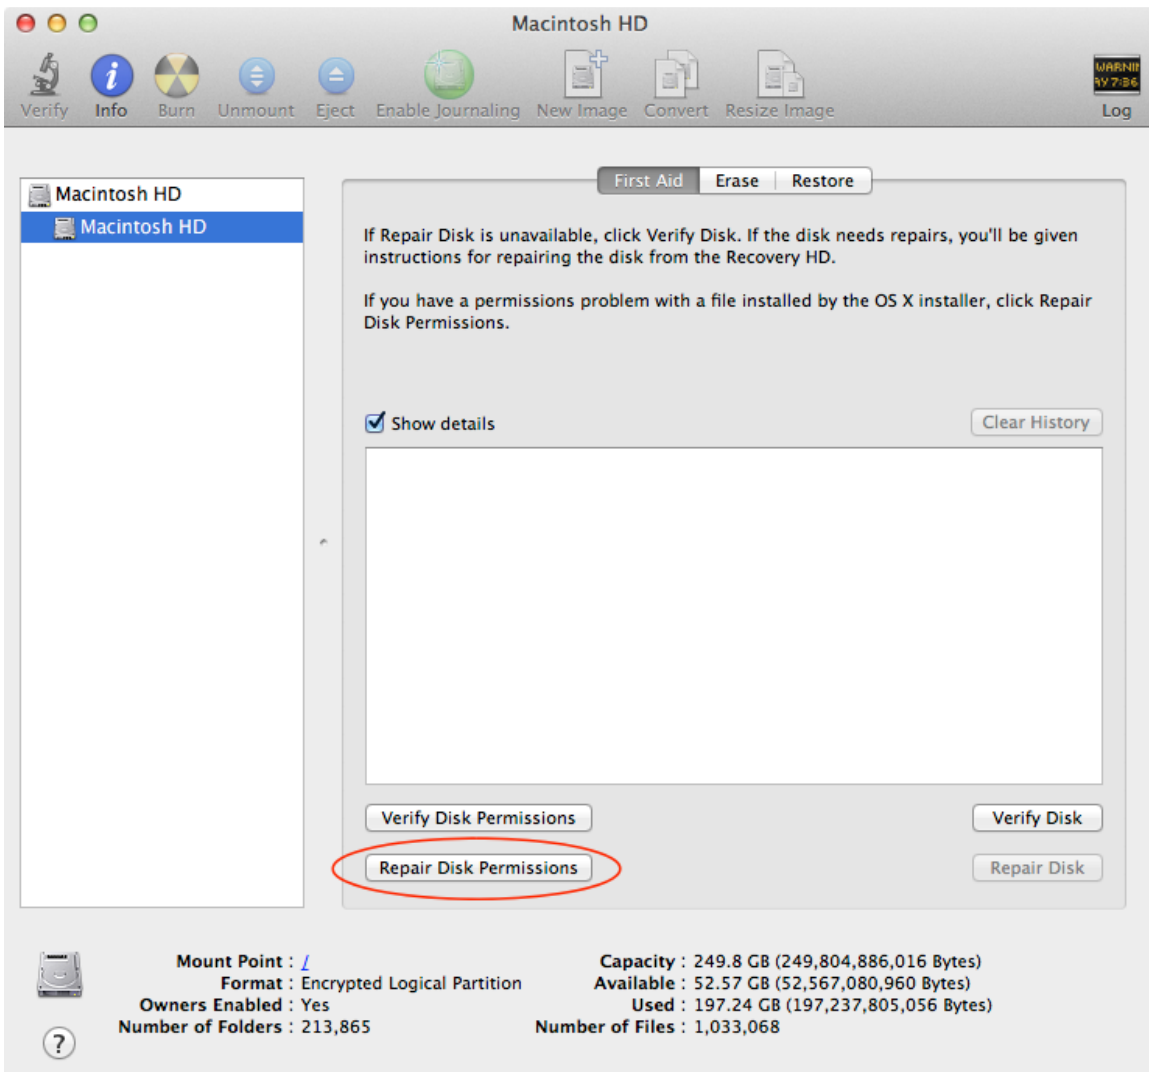 Macintosh HD
Verify Info Burn Unmount Eject Enable Journaling New Image Convert Resize Image Log
WARNIN
AY 7:36
Macintosh HD
Macintosh HD
First Aid Erase Restore
If Repair Disk is unavailable, click Verify Disk. If the disk needs repairs, you'll be given
instructions for repairing the disk from the Recovery HD.
If you have a permissions problem with a file installed by the OS X installer, click Repair
Disk Permissions.
Show details Clear History
Verify Disk Permissions Verify Disk
Repair Disk Permissions Repair Disk
Mount Point : / Capacity : 249.8 GB (249,804,886,016 Bytes)
Format : Encrypted Logical Partition Available : 52.57 GB (52,567,080,960 Bytes)
Owners Enabled : Yes Used : 197.24 GB (197,237,805,056 Bytes)
Number of Folders : 213,865 Number of Files : 1,033,068
?